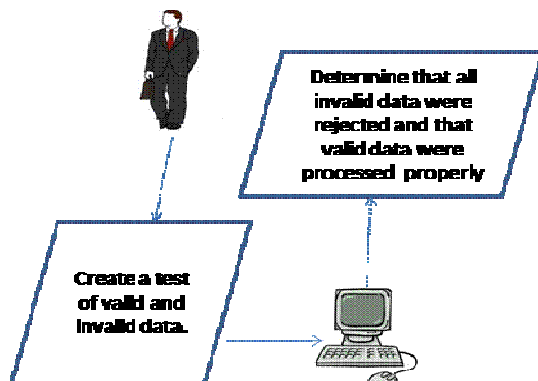 Determine that all
invalid data were
rejected and that
valid data were
processed properly
Create a test
of valid and
invalid data.